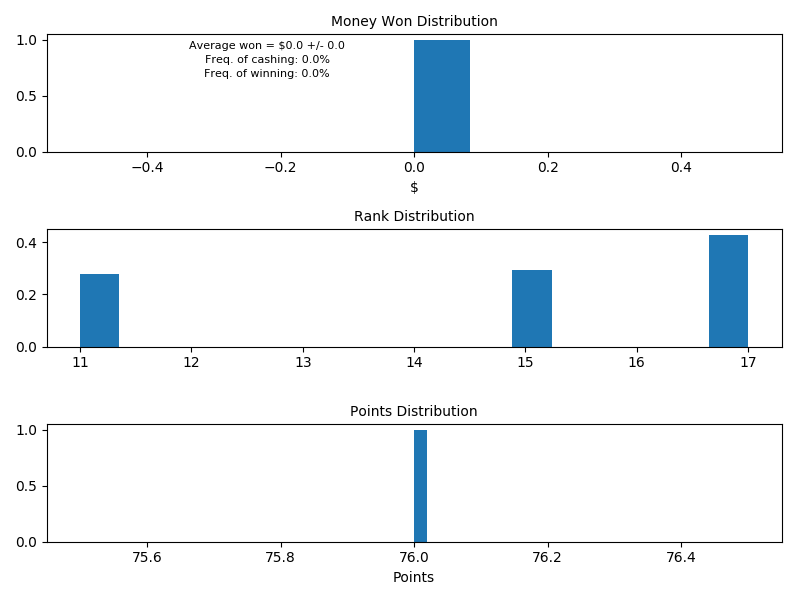 Money Won Distribution
1.0
0.5
0.0
Average won = $0.0 +/- 0.0
Freq. of cashing: 0.0%
Freq. of winning: 0.0%
−0.4 −0.2 0.0 0.2 0.4
$
Rank Distribution
0.4
0.2
0.0
11 12 13 14 15 16 17
Points Distribution
1.0
0.5
0.0
75.6 75.8 76.0 76.2 76.4
Points